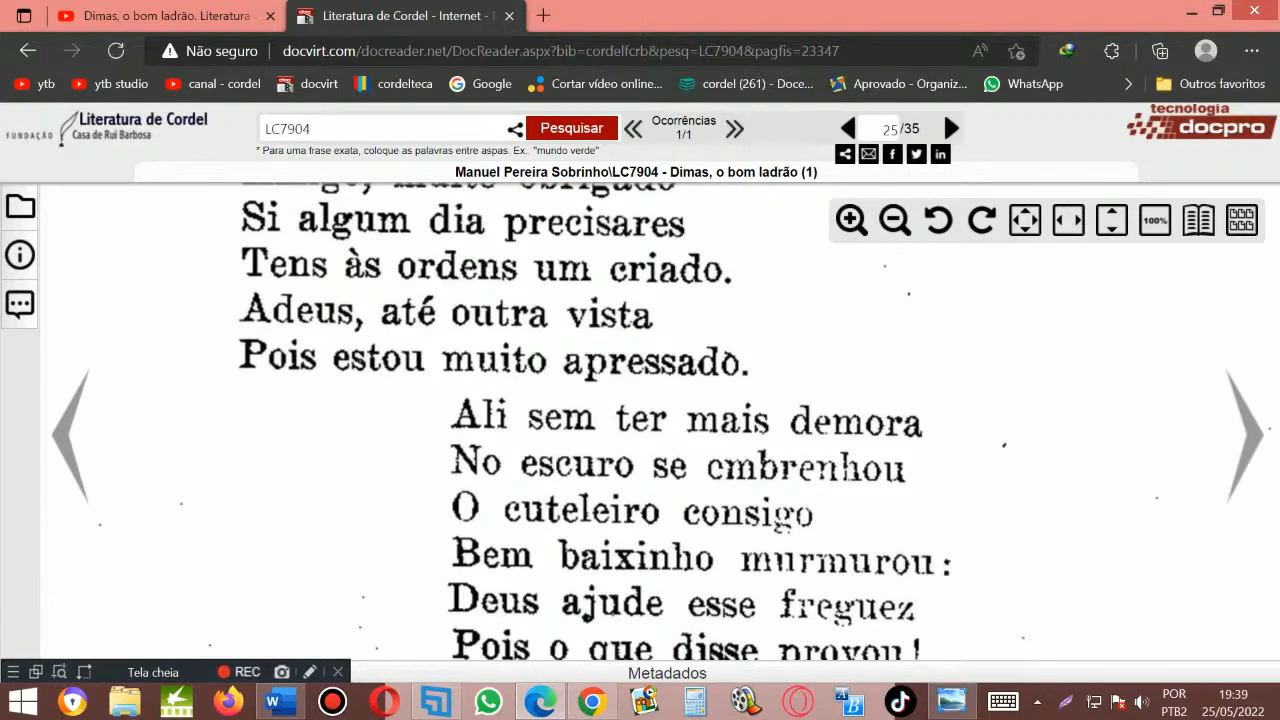 Dimas, o bom ladrão. Literatura
Literatura de Cordel - Internet -
Não seguro
docvirt.com/docreader.net/DocReader.aspx?bib=cordelfcrb&pesq=LC7904&pagfis=23347
ytb
ytb studio
canal - cordel
docvirt
cordelteca
Google
Cortar vídeo online...
cordel (261) - Doce...
Aprovado - Organiz...
WhatsApp
Outros favoritos
FUNDAÇÃO
Literatura de Cordel
Casa de Rui Barbosa
LC7904
Pesquisar
Ocorrências
1/1
25/35
tecnologia
docpro
* Para uma frase exata, coloque as palavras entre aspas. Ex.. "mundo verde"
Manuel Pereira Sobrinho\LC7904 - Dimas, o bom ladrão (1)
100%
muito obrigado
Si algum dia precisares
Tens às ordens um criado.
Adeus, até outra vista
Pois estou muito apressado.
Ali sem ter mais demora
No escuro se embrenhou
O cuteleiro consigo
Bem baixinho murmurou:
Deus ajude esse freguez
Pois o que disse provou!
Tela cheia
REC
Metadados
POR
PTB2
19:39
25/05/2022